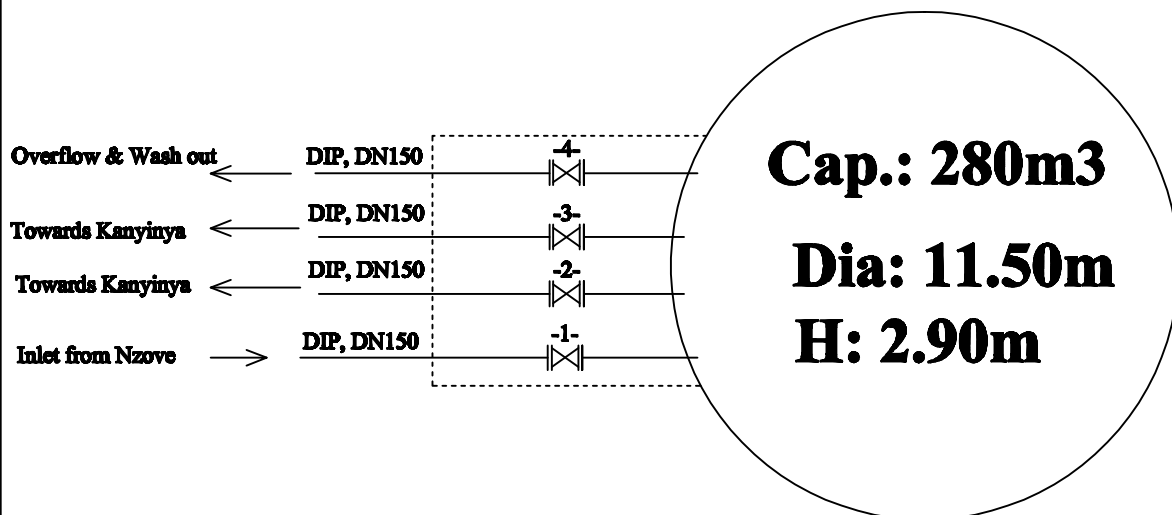 Overflow & Wash out
DIP, DN150
-4-
Towards Kanyinya
DIP, DN150
-3-
Towards Kanyinya
DIP, DN150
-2-
Inlet from Nzove
DIP, DN150
-1-
Cap.: 280m3
Dia: 11.50m
H: 2.90m